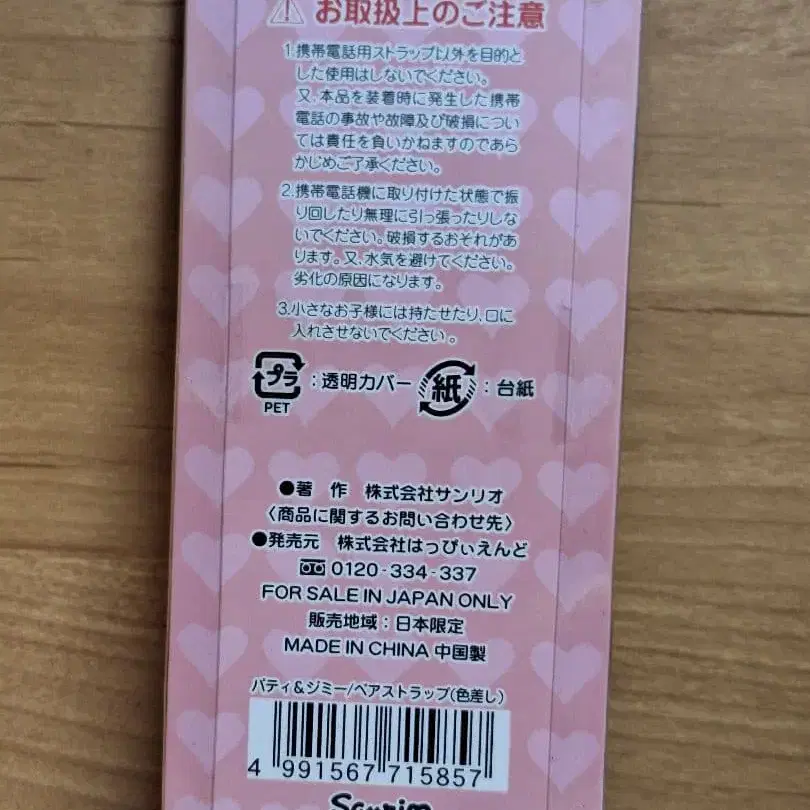 お取扱上のご注意
1.携帯電話用ストラップ以外を目的と
した使用はしないでください。
又、本品を装着時に発生した携帯
電話の事故や故障及び破損につい
ては責任を負いかねますのであら
かじめご了承ください。
2.携帯電話機に取り付けた状態で振
り回したり無理に引っ張ったりしな
いでください。破損するおそれがあ
ります。又、水気を避けてください。
劣化の原因になります。
3.小さなお子様には持たせたり、口に
入れさせないでください。
プラ PET :透明カバー 紙 :台紙
●著 作 株式会社サンリオ
〈商品に関するお問い合わせ先〉
●発売元 株式会社はっぴぃえんど
0120-334-337
FOR SALE IN JAPAN ONLY
販売地域:日本限定
MADE IN CHINA 中国製
パティ&ジミー/ペアストラップ(色差し)
4 991567 715857
Sanrio